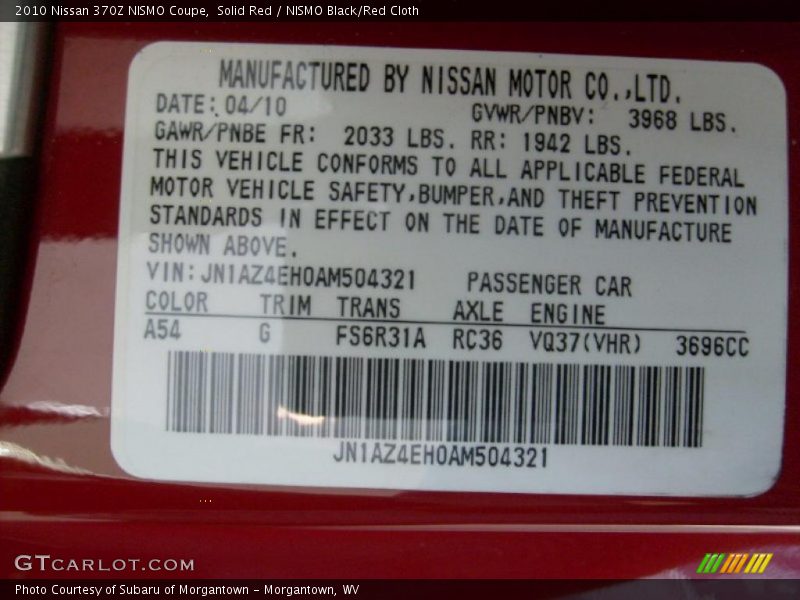 2010 Nissan 370Z NISMO Coupe,  Solid Red / NISMO Black/Red Cloth
MANUFACTURED BY NISSAN MOTOR CO.,LTD.
DATE: 04/10 GVWR/PNBV: 3968 LBS.
GAWR/PNBE FR: 2033 LBS. RR: 1942 LBS.
THIS VEHICLE CONFORMS TO ALL APPLICABLE FEDERAL
MOTOR VEHICLE SAFETY,BUMPER,AND THEFT PREVENTION
STANDARDS IN EFFECT ON THE DATE OF MANUFACTURE
SHOWN ABOVE.
VIN: JN1AZ4EH0AM504321 PASSENGER CAR
COLOR TRIM TRANS AXLE ENGINE
A54 G FS6R31A RC36 VQ37(VHR) 3696CC
JN1AZ4EH0AM504321
GTCARLOT.COM
Photo Courtesy of Subaru of Morgantown - Morgantown, WV